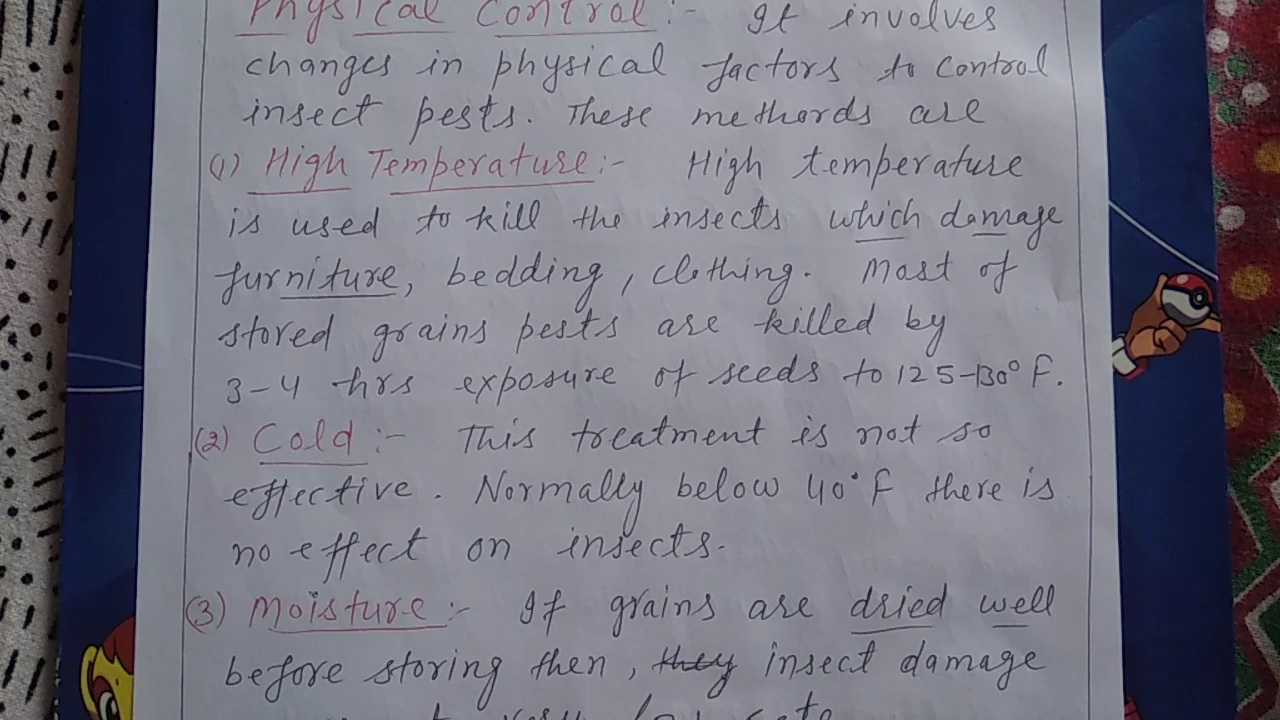 Physical Control :- It involves
changes in physical factors to control
insect pests. These methords are
(1) High Temperature :- High temperature
is used to kill the insects which damage
furniture, bedding, clothing. Most of
stored grains pests are killed by
3-4 hrs exposure of seeds to 125-130° F.
(2) Cold :- This treatment is not so
effective. Normally below 40° F there is
no effect on insects.
(3) Moisture :- If grains are dried well
before storing then, they insect damage